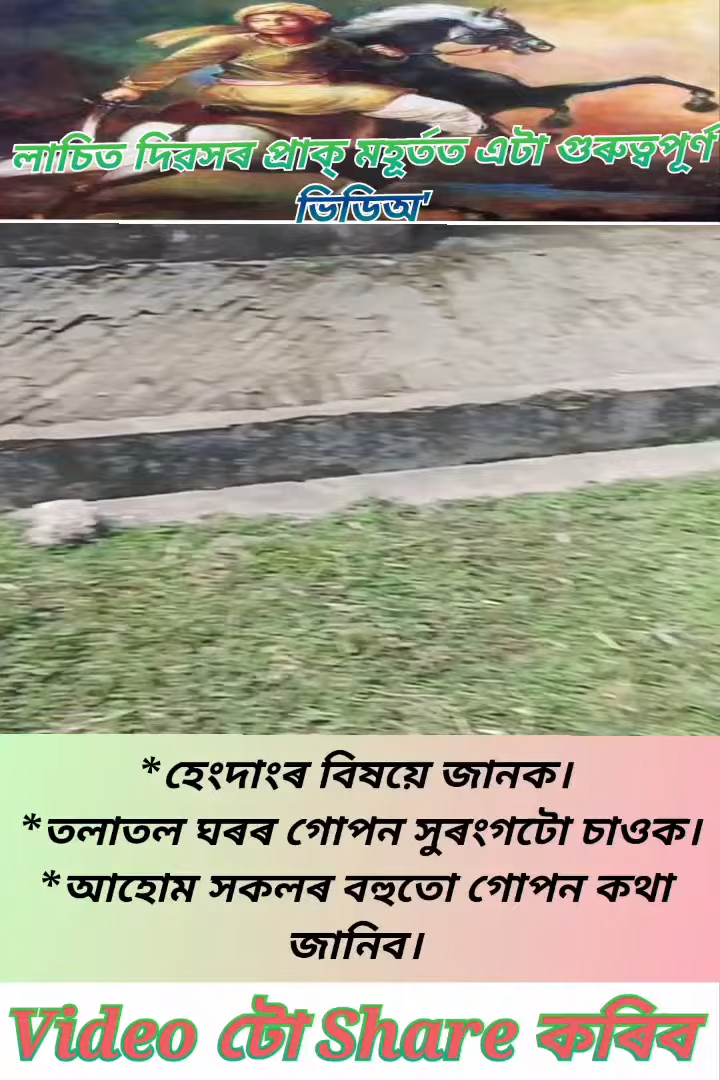 লাচিত দিৱসৰ প্ৰাক্ মহূৰ্তত এটা গুৰুত্বপূৰ্ণ
ভিডিঅ'
*হেংদাংৰ বিষয়ে জানক।
*তলাতল ঘৰৰ গোপন সুৰংগটো চাওক।
*আহোম সকলৰ বহুতো গোপন কথা
জানিব।
Video টো Share কৰিব